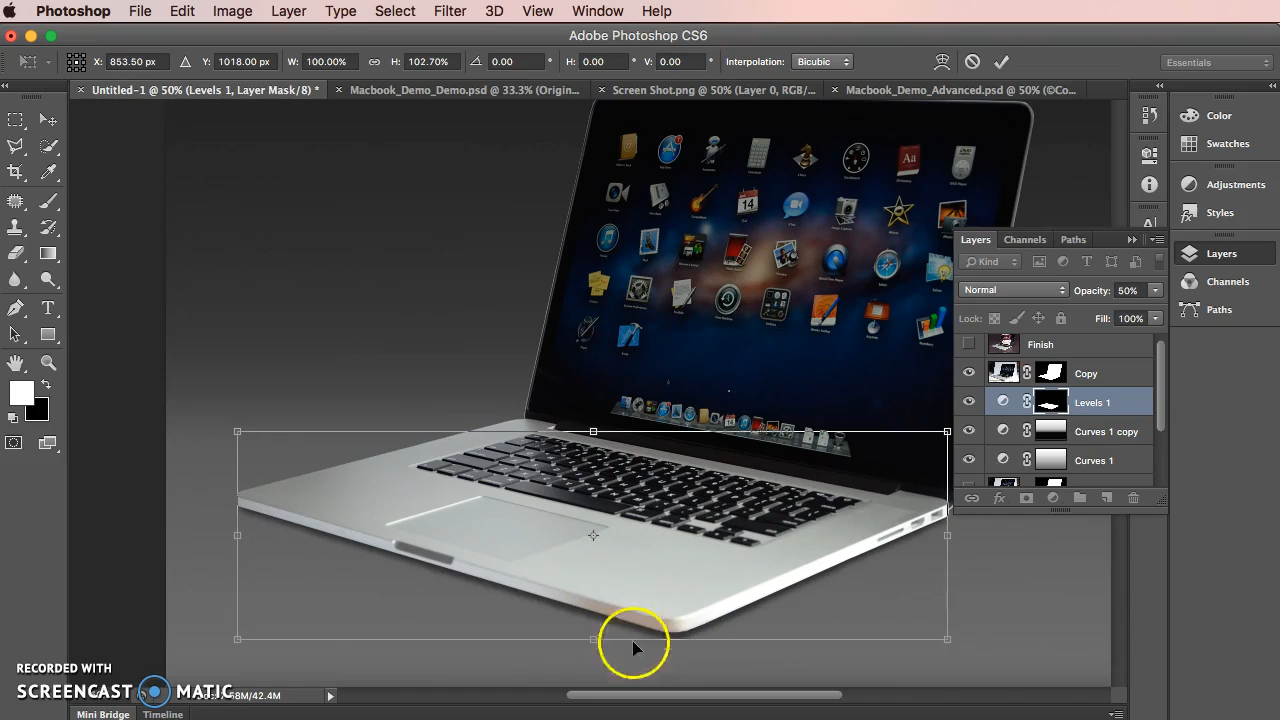 Photoshop File Edit Image Layer Type Select Filter 3D View Window Help
Adobe Photoshop CS6
X: 853.50 px Y: 1018.00 px W: 100.00% H: 102.70% 0.00 ° H: 0.00 ° V: 0.00 ° Interpolation: Bicubic Essentials
Untitled-1 @ 50% (Levels 1, Layer Mask/8) * Macbook_Demo_Demo.psd @ 33.3% (Origin... Screen Shot.png @ 50% (Layer 0, RGB/... Macbook_Demo_Advanced.psd @ 50% (©Co...
Color
Swatches
Adjustments
Styles
Layers
Channels
Paths
Layers Channels Paths
Kind
Normal Opacity: 50%
Lock: Fill: 100%
Finish
Copy
Levels 1
Curves 1 copy
Curves 1
RECORDED WITH
SCREENCAST MATIC
M/42.4M
Mini Bridge Timeline